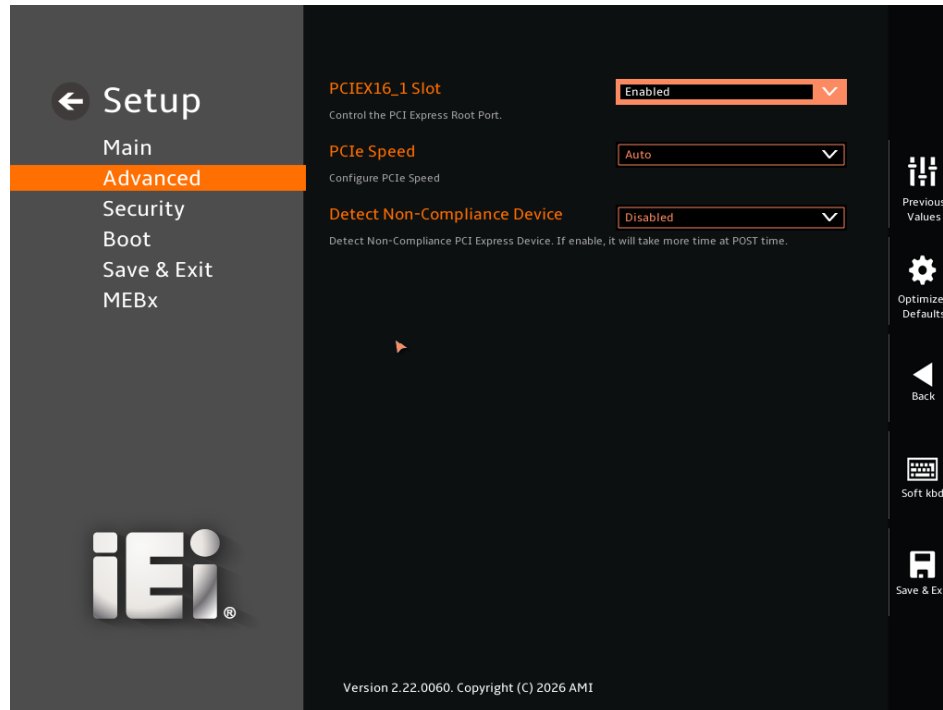 Setup
Main
Advanced
Security
Boot
Save & Exit
MEBx
PCIEX16_1 Slot
Enabled
Control the PCI Express Root Port.
PCIe Speed
Auto
Configure PCIe Speed
Detect Non-Compliance Device
Disabled
Detect Non-Compliance PCI Express Device. If enable, it will take more time at POST time.
Previous
Values
Optimize
Defaults
Back
Soft kbd
Save & Ex
iEi®
Version 2.22.0060. Copyright (C) 2026 AMI